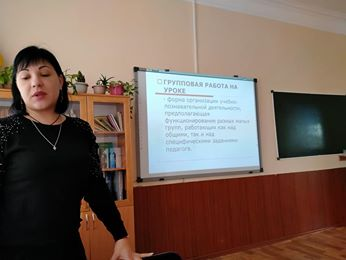 ГРУППОВАЯ РАБОТА НА
УРОКЕ
- форма организации учебно-
познавательной деятельности,
предполагающая
функционирование разных малых
групп, работающих как над
общими, так и над
специфическими заданиями
педагога.